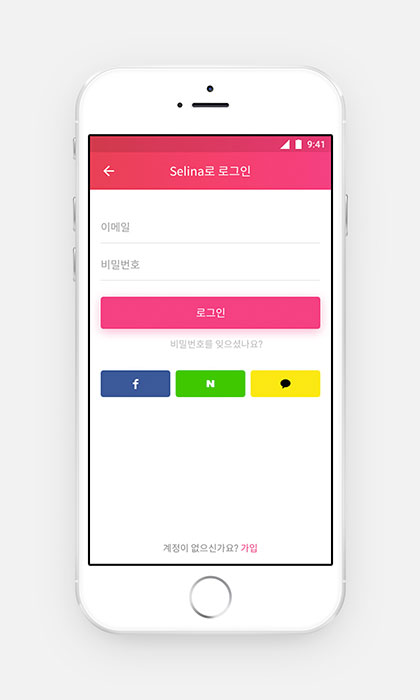 9:41
Selina로 로그인
이메일
비밀번호
로그인
비밀번호를 잊으셨나요?
f N
계정이 없으신가요? 가입